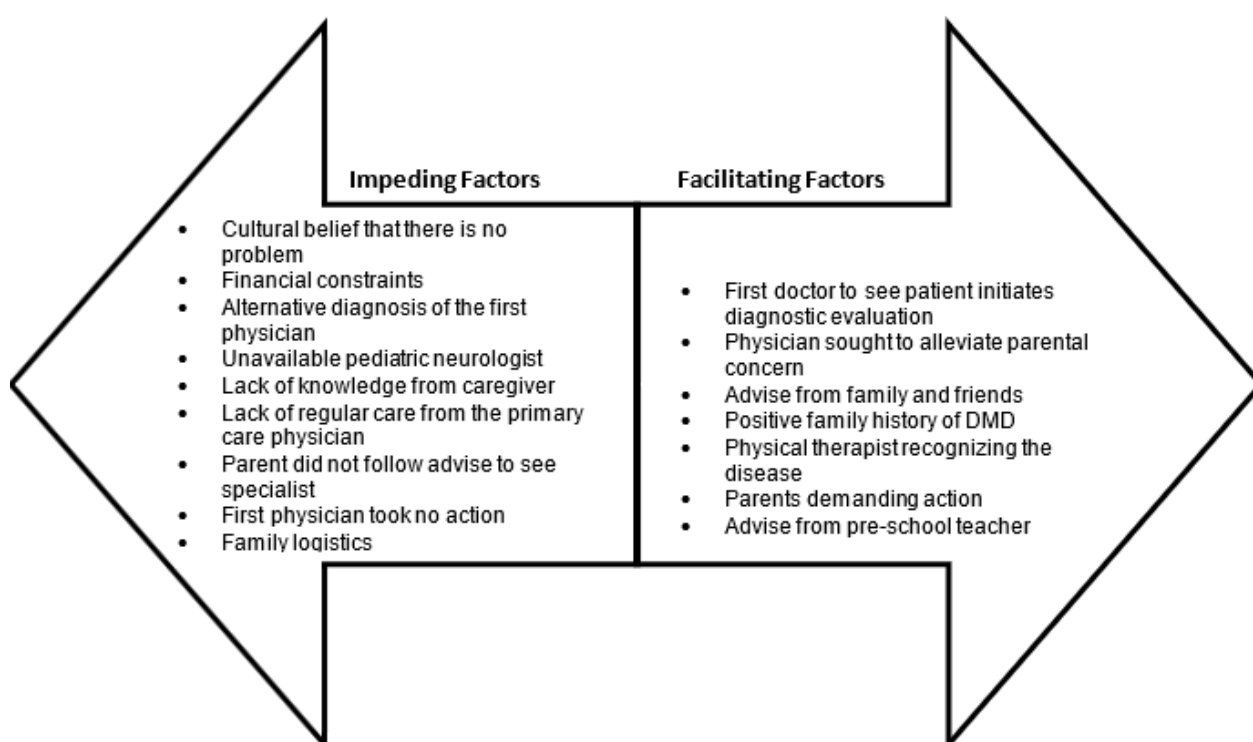 Impeding Factors
• Cultural belief that there is no
problem
• Financial constraints
• Alternative diagnosis of the first
physician
• Unavailable pediatric neurologist
• Lack of knowledge from caregiver
• Lack of regular care from the primary
care physician
• Parent did not follow advise to see
specialist
• First physician took no action
• Family logistics
Facilitating Factors
• First doctor to see patient initiates
diagnostic evaluation
• Physician sought to alleviate parental
concern
• Advise from family and friends
• Positive family history of DMD
• Physical therapist recognizing the
disease
• Parents demanding action
• Advise from pre-school teacher